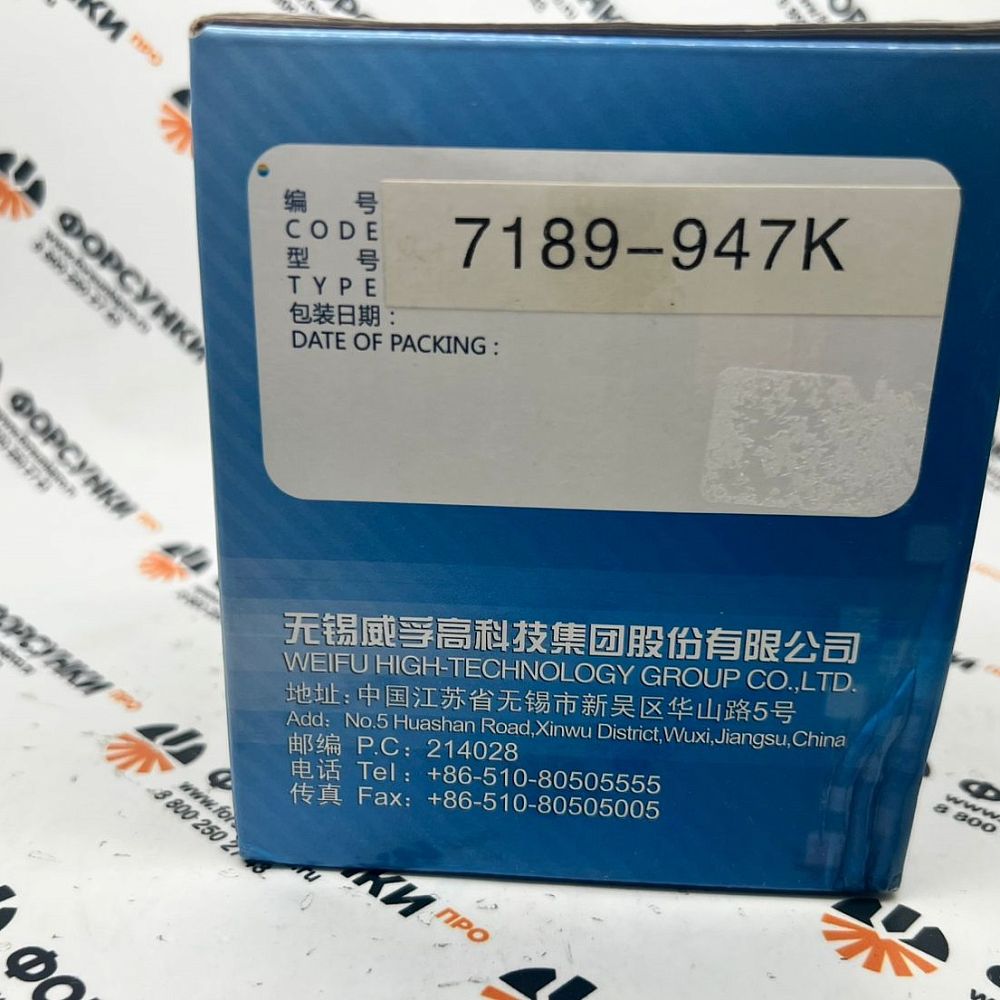 编 号
CODE
型 号
TYPE
7189-947K
包装日期：
DATE OF PACKING：
无锡威孚高科技集团股份有限公司
WEIFU HIGH-TECHNOLOGY GROUP CO.,LTD.
地址：中国江苏省无锡市新吴区华山路5号
Add：No.5 Huashan Road,Xinwu District,Wuxi,Jiangsu,China
邮编 P.C：214028
电话 Tel：+86-510-80505555
传真 Fax：+86-510-80505005
ФОРСУНКИ
ПРО
ФОРСУНКИ
ПРО